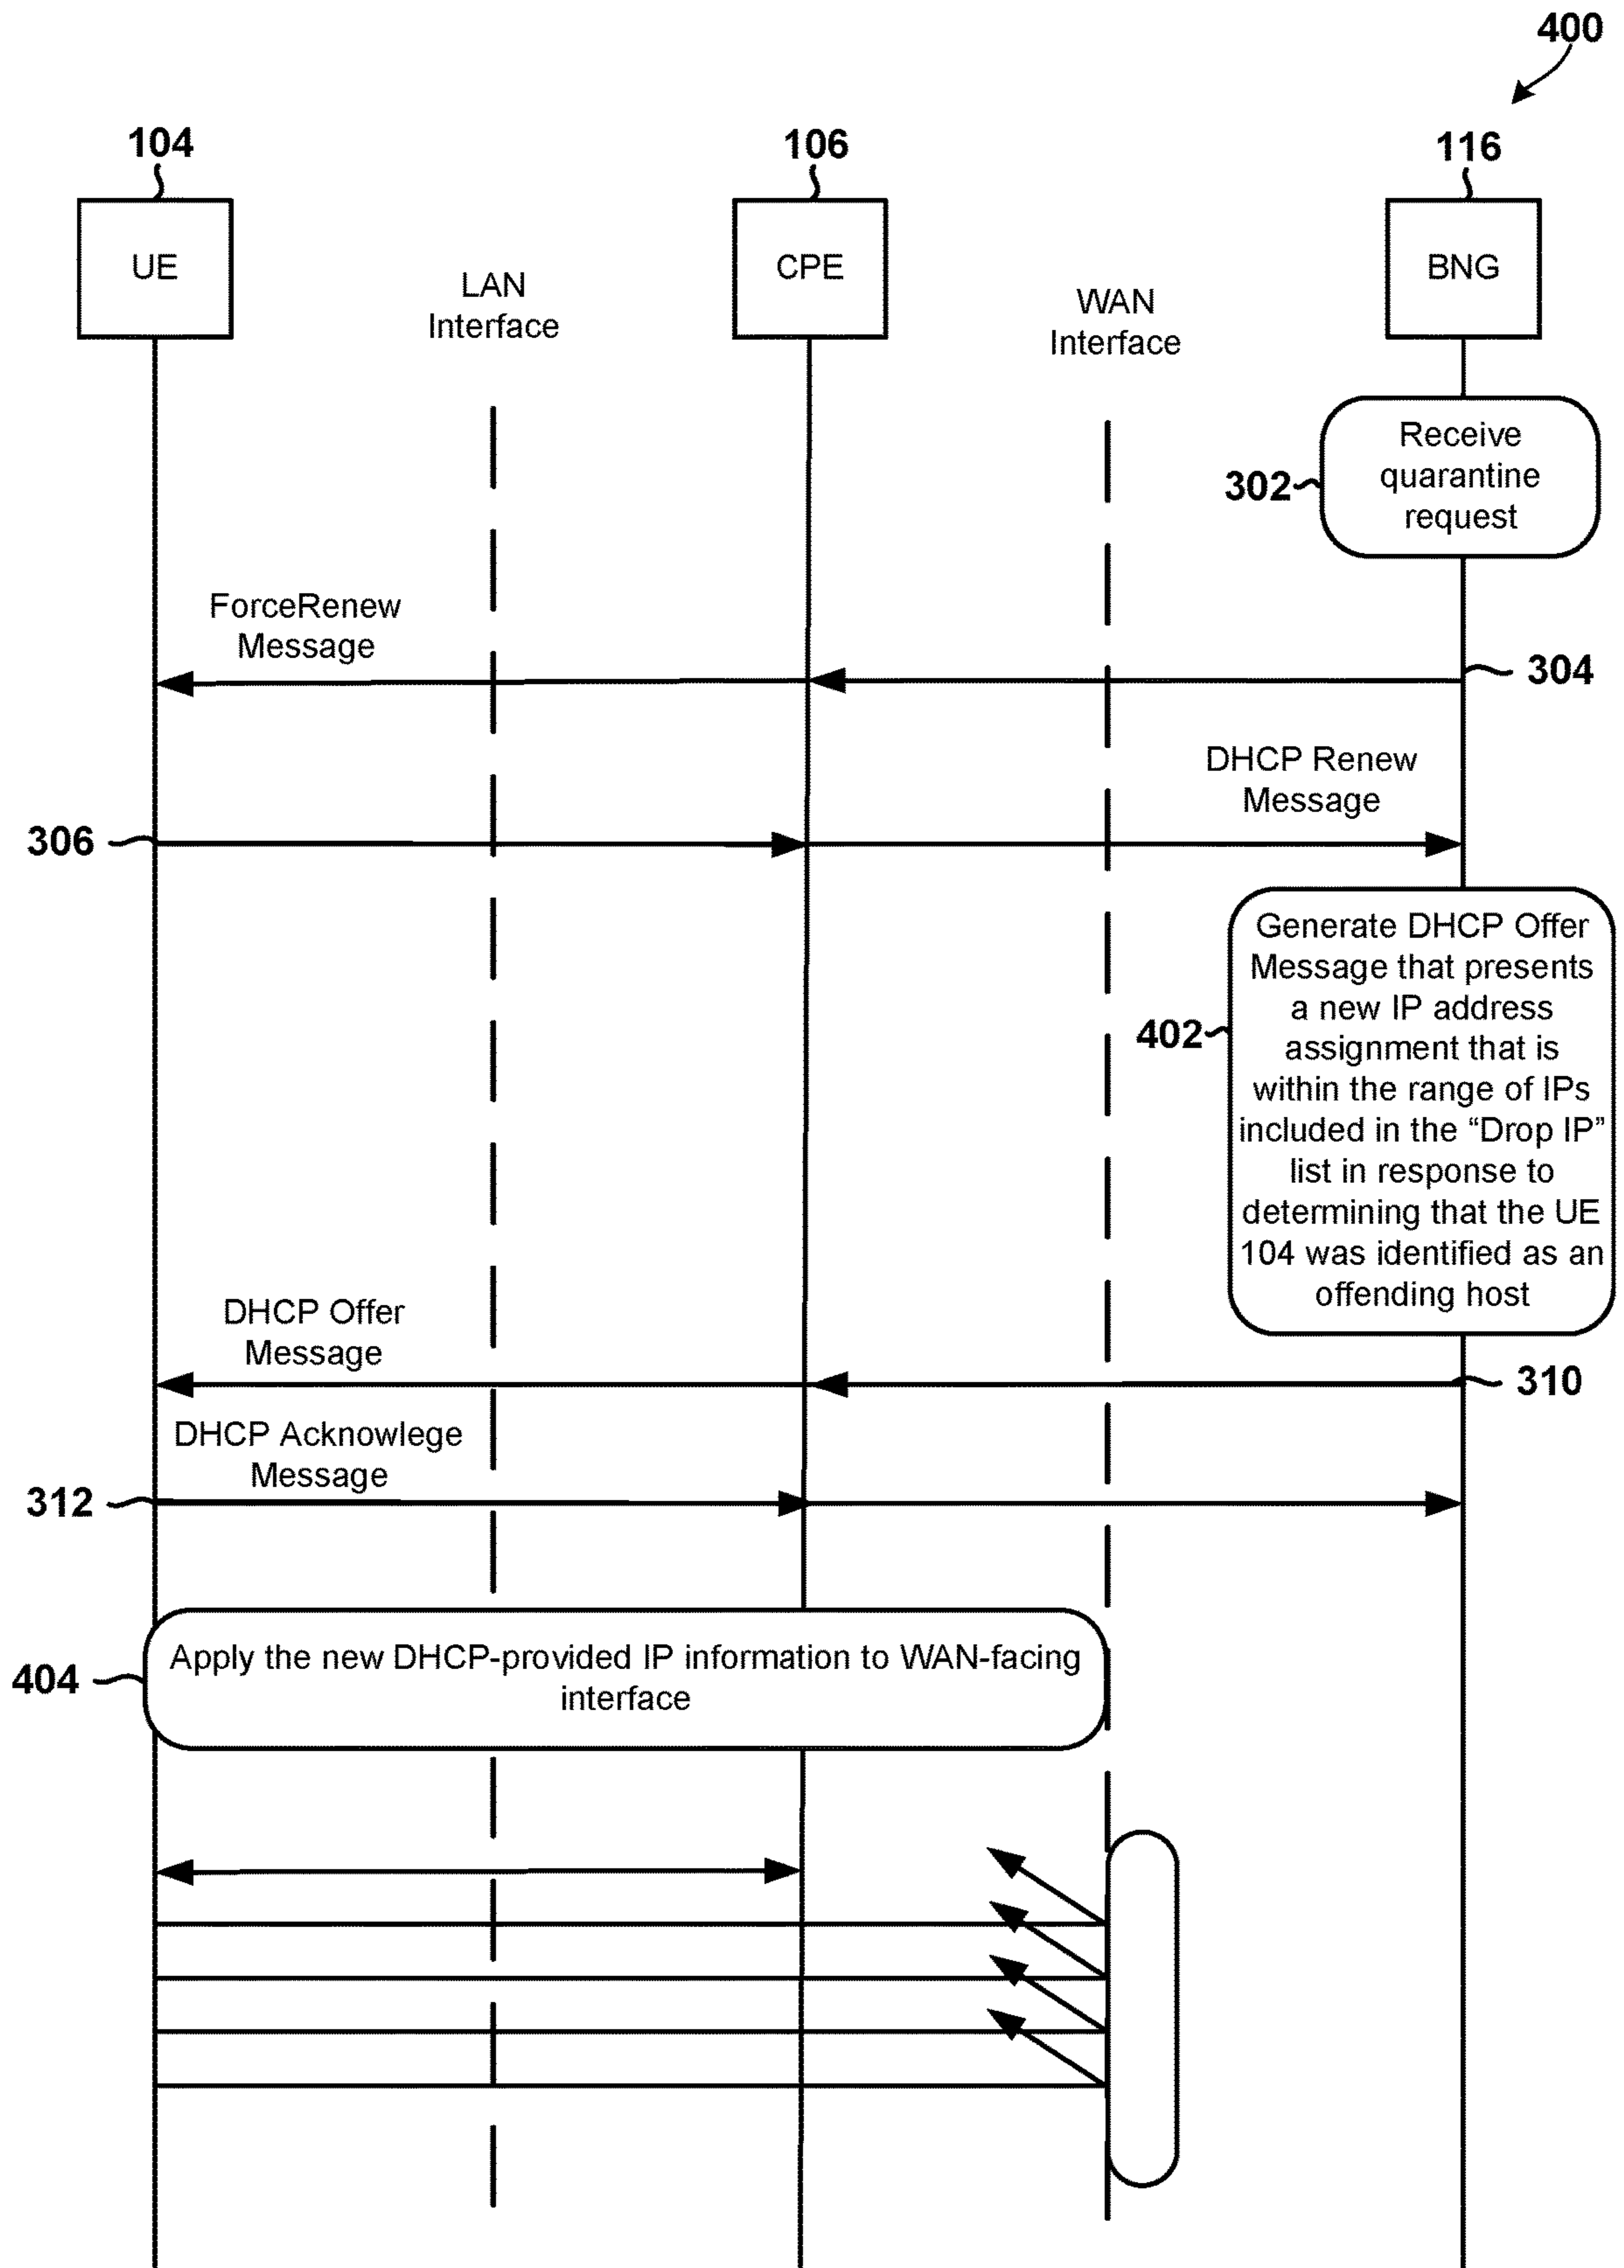 400
104
106
116
UE
CPE
BNG
LAN
Interface
WAN
Interface
Receive
quarantine
request
302
ForceRenew
Message
304
DHCP Renew
Message
306
Generate DHCP Offer
Message that presents
a new IP address
assignment that is
within the range of IPs
included in the “Drop IP”
list in response to
determining that the UE
104 was identified as an
offending host
402
DHCP Offer
Message
310
DHCP Acknowlege
Message
312
Apply the new DHCP-provided IP information to WAN-facing
interface
404